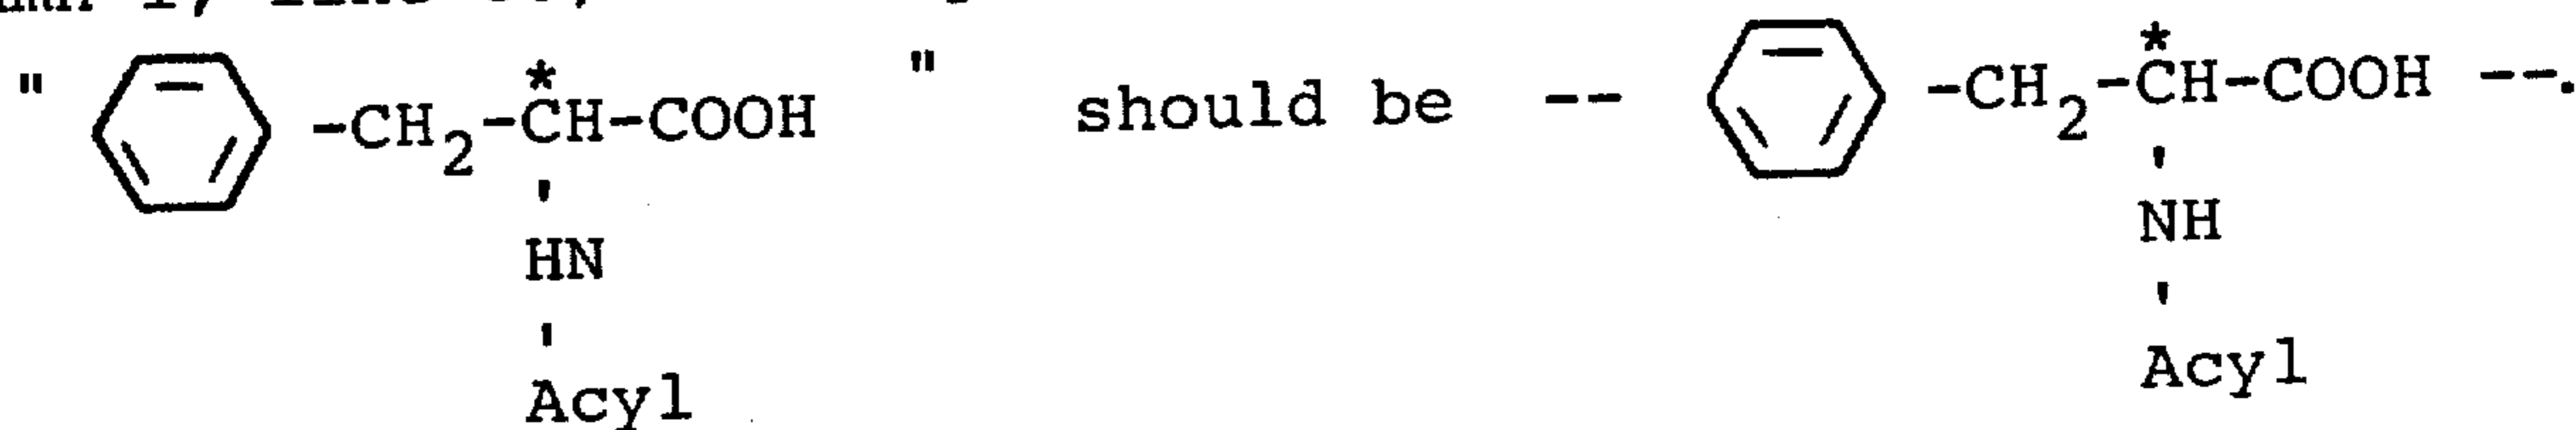 " -CH2-*CH-COOH " should be -- -CH2-*CH-COOH --.
' '
HN NH
' '
Acyl Acyl